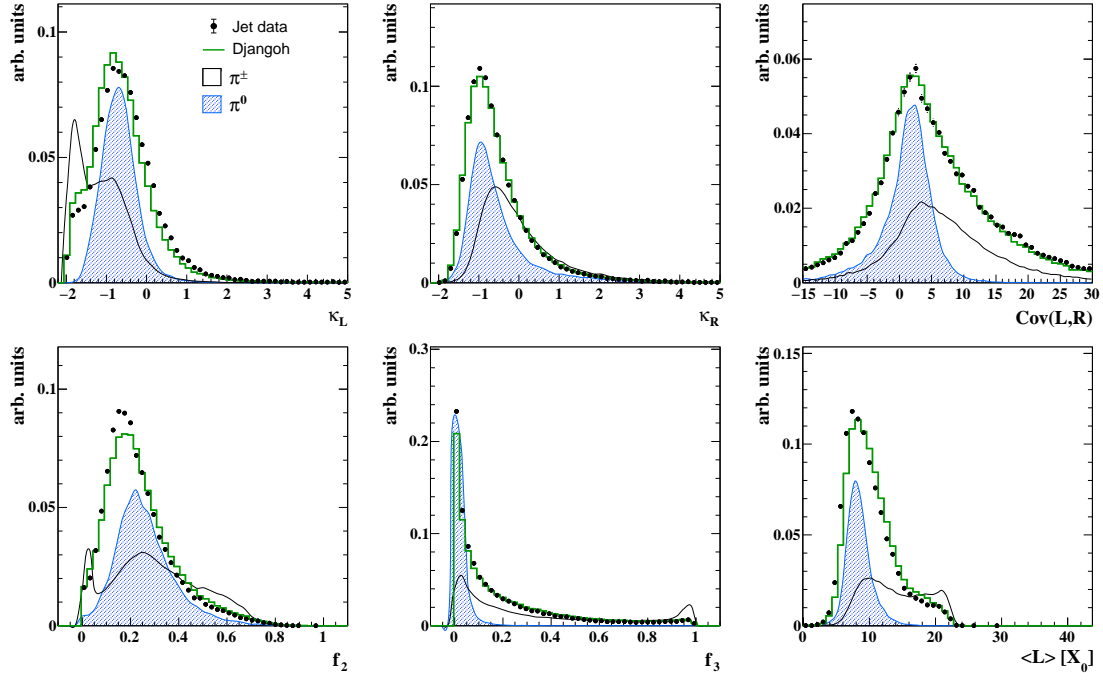 arb. units
0.1
0.05
0
−2 −1 0 1 2 3 4 5
κL
Jet data
Djangoh
π±
π0
arb. units
0.1
0.05
0
−2 −1 0 1 2 3 4 5
κR
arb. units
0.06
0.04
0.02
0
−15 −10 −5 0 5 10 15 20 25 30
Cov(L,R)
arb. units
0.1
0.05
0
0 0.2 0.4 0.6 0.8 1
f2
arb. units
0.3
0.2
0.1
0
0 0.2 0.4 0.6 0.8 1
f3
arb. units
0.15
0.1
0.05
0
0 10 20 30 40
<L> [X0]